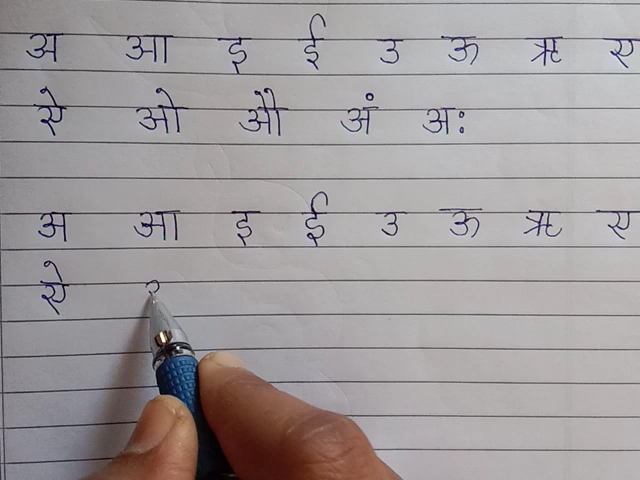 अ आ इ ई उ ऊ ऋ ए
ऐ ओ औ अं अः
अ आ इ ई उ ऊ ऋ ए
ऐ